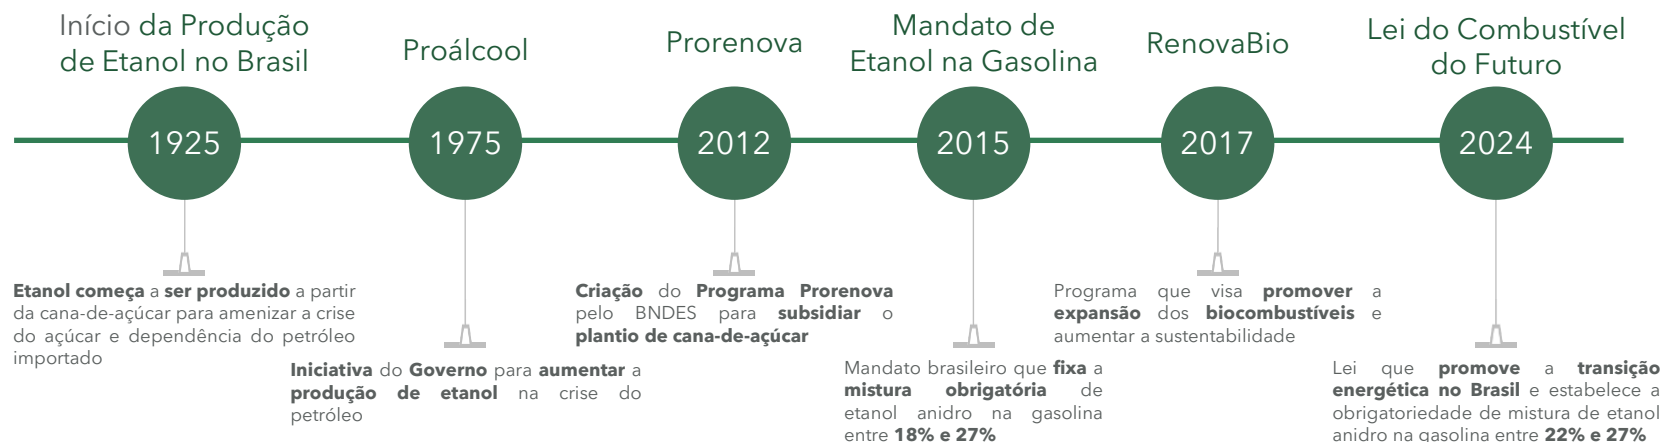 Início da Produção
de Etanol no Brasil
Proálcool
Prorenova
Mandato de
Etanol na Gasolina
RenovaBio
Lei do Combustível
do Futuro
1925
1975
2012
2015
2017
2024
Etanol começa a ser produzido a partir
da cana-de-açúcar para amenizar a crise
do açúcar e dependência do petróleo
importado
Iniciativa do Governo para aumentar a
produção de etanol na crise do
petróleo
Criação do Programa Prorenova
pelo BNDES para subsidiar o
plantio de cana-de-açúcar
Mandato brasileiro que fixa a
mistura obrigatória de
etanol anidro na gasolina
entre 18% e 27%
Programa que visa promover a
expansão dos biocombustíveis e
aumentar a sustentabilidade
Lei que promove a transição
energética no Brasil e estabelece a
obrigatoriedade de mistura de etanol
anidro na gasolina entre 22% e 27%